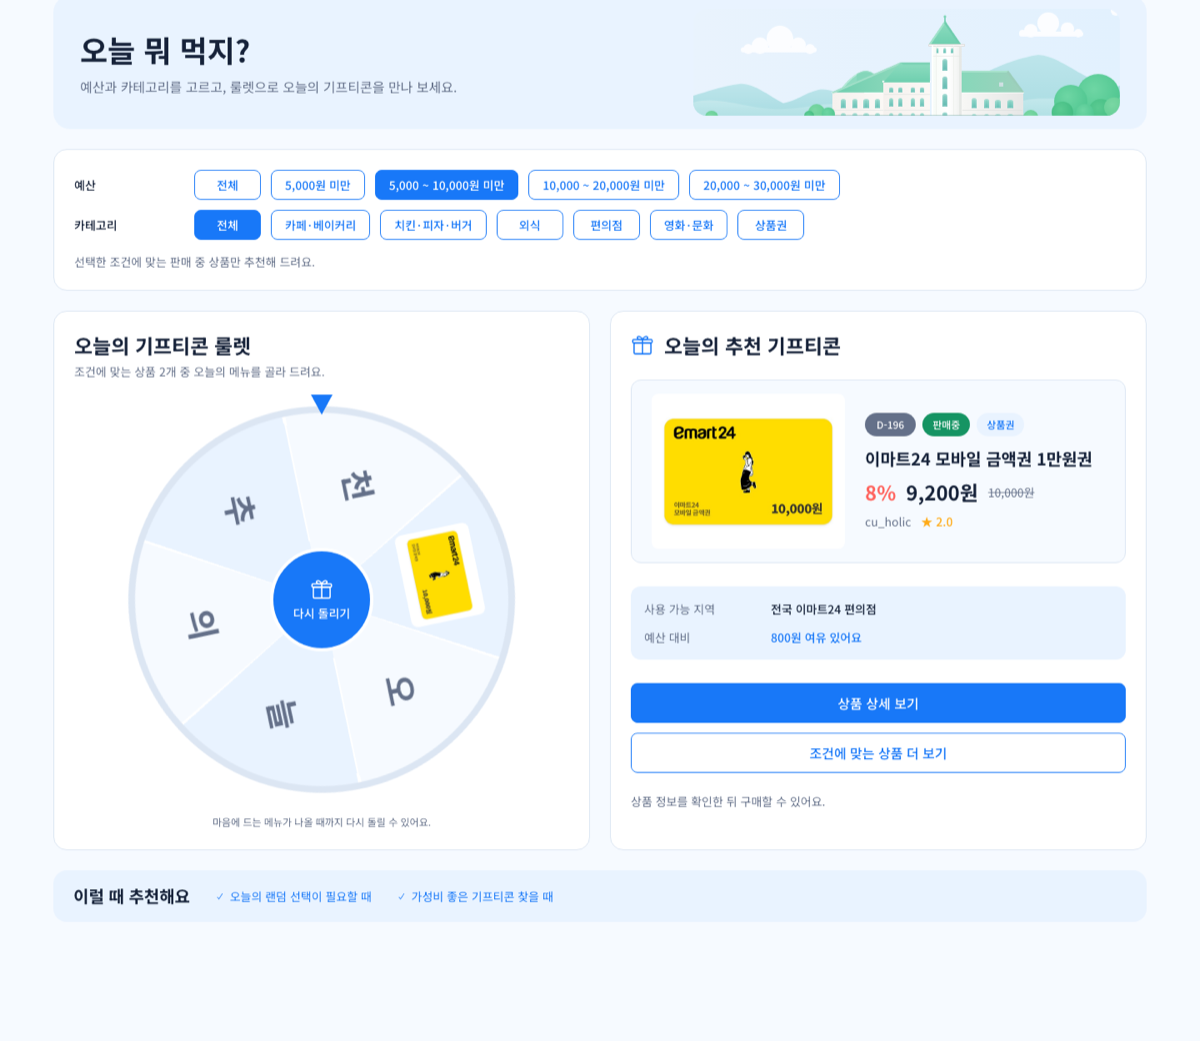 오늘 뭐 먹지?
예산과 카테고리를 고르고, 룰렛으로 오늘의 기프티콘을 만나 보세요.
예산 전체 5,000원 미만 5,000 ~ 10,000원 미만 10,000 ~ 20,000원 미만 20,000 ~ 30,000원 미만
카테고리 전체 카페·베이커리 치킨·피자·버거 외식 편의점 영화·문화 상품권
선택한 조건에 맞는 판매 중 상품만 추천해 드려요.
오늘의 기프티콘 룰렛
조건에 맞는 상품 2개 중 오늘의 메뉴를 골라 드려요.
오
늘
의
추
천
emart24
10,000원
다시 돌리기
마음에 드는 메뉴가 나올 때까지 다시 돌릴 수 있어요.
오늘의 추천 기프티콘
emart24
이마트24
모바일 금액권
10,000원
D-196 판매중 상품권
이마트24 모바일 금액권 1만원권
8% 9,200원 10,000원
cu_holic ★ 2.0
사용 가능 지역 전국 이마트24 편의점
예산 대비 800원 여유 있어요
상품 상세 보기
조건에 맞는 상품 더 보기
상품 정보를 확인한 뒤 구매할 수 있어요.
이럴 때 추천해요 ✓ 오늘의 랜덤 선택이 필요할 때 ✓ 가성비 좋은 기프티콘 찾을 때